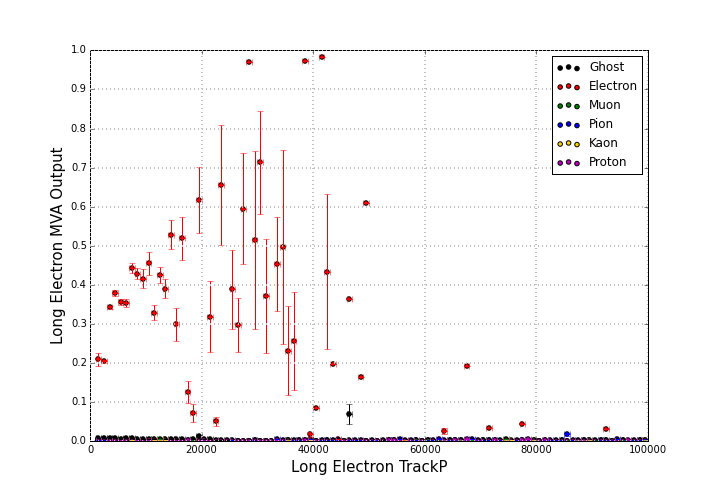 1.0
0.9
0.8
0.7
0.6
0.5
0.4
0.3
0.2
0.1
0.0
Long Electron MVA Output
Ghost
Electron
Muon
Pion
Kaon
Proton
0 20000 40000 60000 80000 100000
Long Electron TrackP